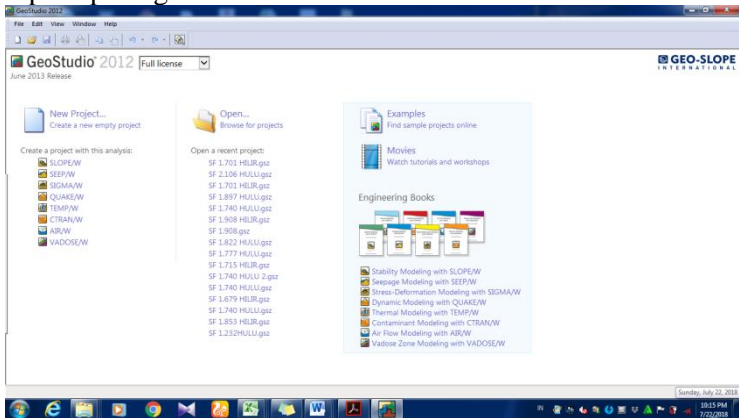 GeoStudio 2012
File Edit View Window Help
GeoStudio 2012 Full license
June 2013 Release
GEO-SLOPE
INTERNATIONAL
New Project...
Create a new empty project
Create a project with this analysis:
SLOPE/W
SEEP/W
SIGMA/W
QUAKE/W
TEMP/W
CTRAN/W
AIR/W
VADOSE/W
Open...
Browse for projects
Open a recent project:
SF 1.701 HILIR.gsz
SF 2.106 HULU.gsz
SF 1.701 HILIR.gsz
SF 1.897 HULU.gsz
SF 1.740 HULU.gsz
SF 1.908 HILIR.gsz
SF 1.908.gsz
SF 1.822 HULU.gsz
SF 1.777 HULU.gsz
SF 1.715 HILIR.gsz
SF 1.740 HULU 2.gsz
SF 1.740 HULU.gsz
SF 1.679 HILIR.gsz
SF 1.740 HULU.gsz
SF 1.853 HILIR.gsz
SF 1.232HULU.gsz
Examples
Find sample projects online
Movies
Watch tutorials and workshops
Engineering Books
Stability Modeling with SLOPE/W
Seepage Modeling with SEEP/W
Stress-Deformation Modeling with SIGMA/W
Dynamic Modeling with QUAKE/W
Thermal Modeling with TEMP/W
Contaminant Modeling with CTRAN/W
Air Flow Modeling with AIR/W
Vadose Zone Modeling with VADOSE/W
Sunday, July 22, 2018
IN
10:15 PM
7/22/2018